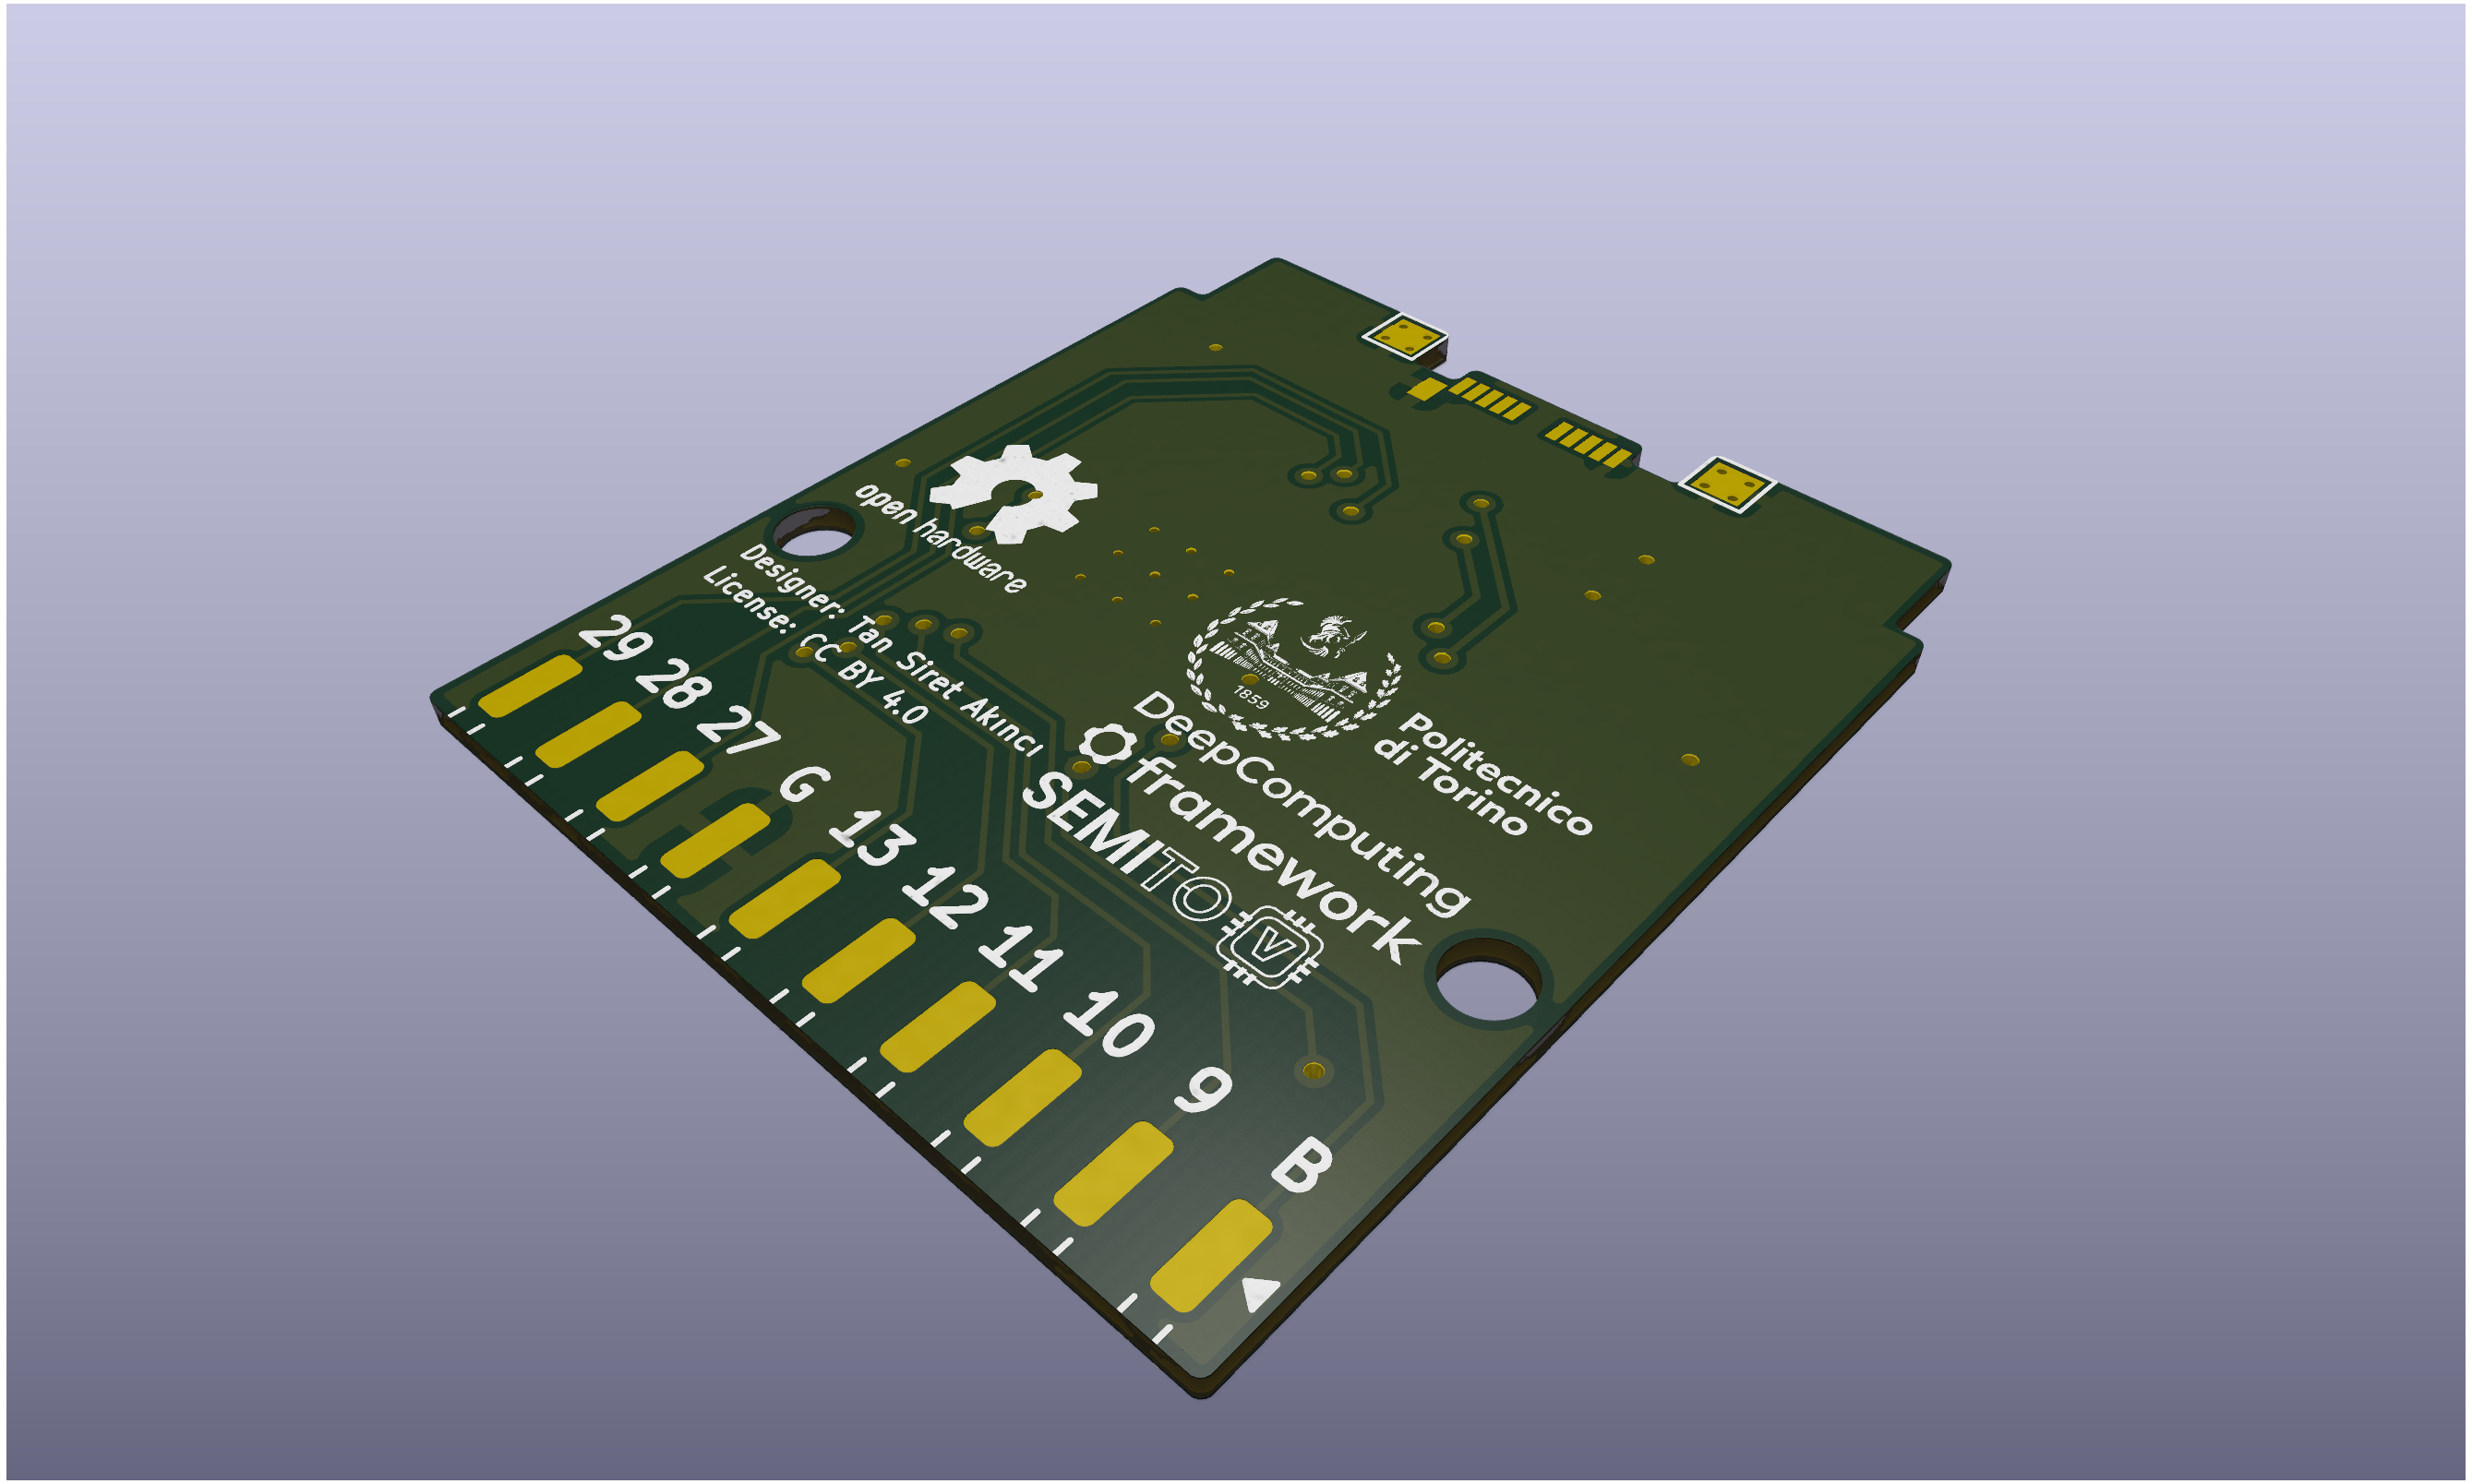 open hardware
Designer: Tan Siret Akinci
License: CC BY 4.0
29 28 27 G 13 12 11 10 9 B
1859
Politecnico
di Torino
DeepComputing
framework
SEMITO
V